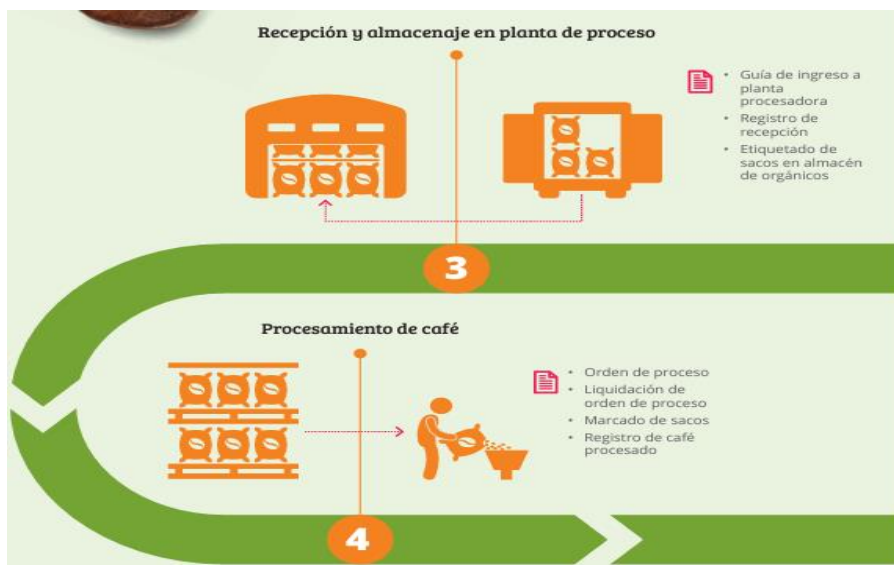 Recepción y almacenaje en planta de proceso
• Guía de ingreso a
planta
procesadora
• Registro de
recepción
• Etiquetado de
sacos en almacén
de orgánicos
3
Procesamiento de café
• Orden de proceso
• Liquidación de
orden de proceso
• Marcado de sacos
• Registro de café
procesado
4